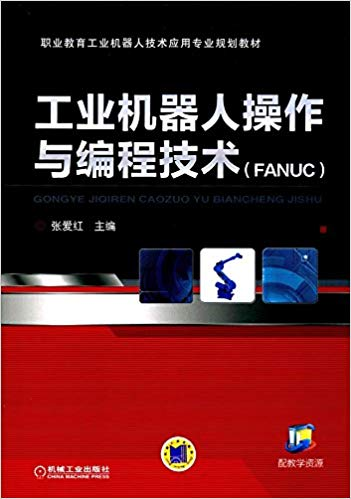 职业教育工业机器人技术应用专业规划教材
工业机器人操作
与编程技术(FANUC)
GONGYE JIQIREN CAOZUO YU BIANCHENG JISHU
张爱红 主编
机械工业出版社
CHINA MACHINE PRESS
配教学资源